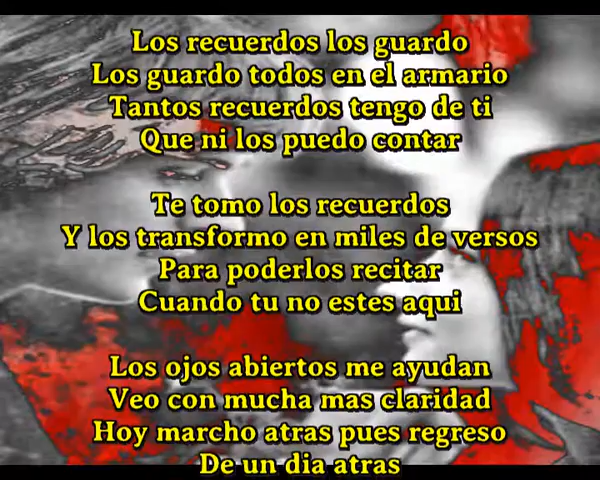 Los recuerdos los guardo
Los guardo todos en el armario
Tantos recuerdos tengo de ti
Que ni los puedo contar
Te tomo los recuerdos
Y los transformo en miles de versos
Para poderlos recitar
Cuando tu no estes aqui
Los ojos abiertos me ayudan
Veo con mucha mas claridad
Hoy marcho atras pues regreso
De un dia atras